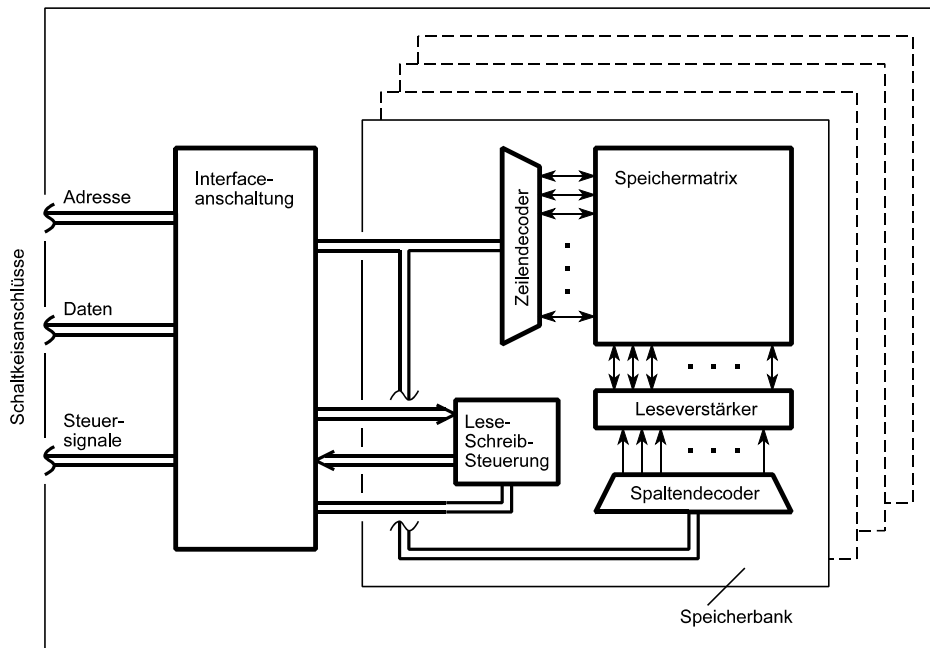 Schaltkeisanschlüsse
Adresse
Daten
Steuer-
signale
Interface-
anschaltung
Zeilendecoder
Speichermatrix
Leseverstärker
Spaltendecoder
Lese-
Schreib-
Steuerung
Speicherbank